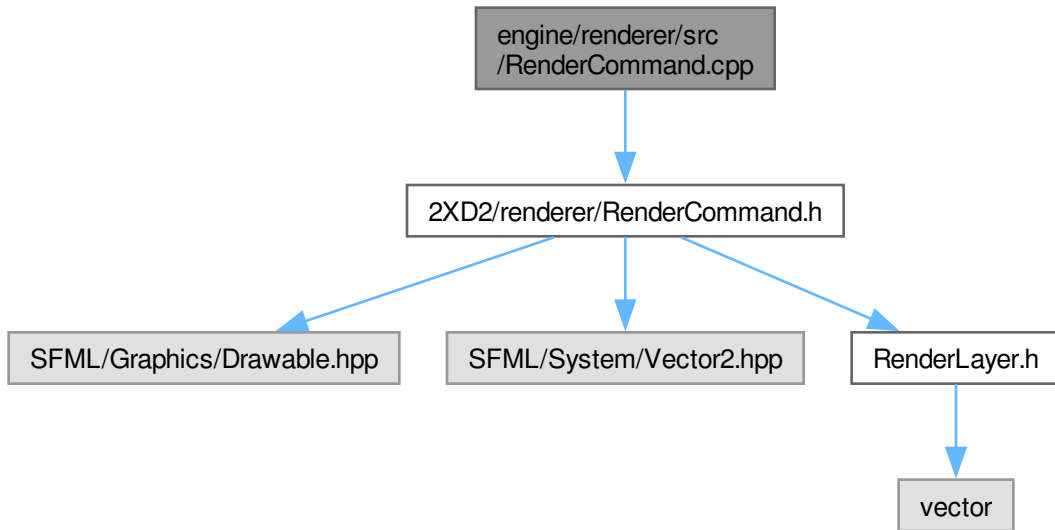 engine/renderer/src
/RenderCommand.cpp
2XD2/renderer/RenderCommand.h
SFML/Graphics/Drawable.hpp
SFML/System/Vector2.hpp
RenderLayer.h
vector